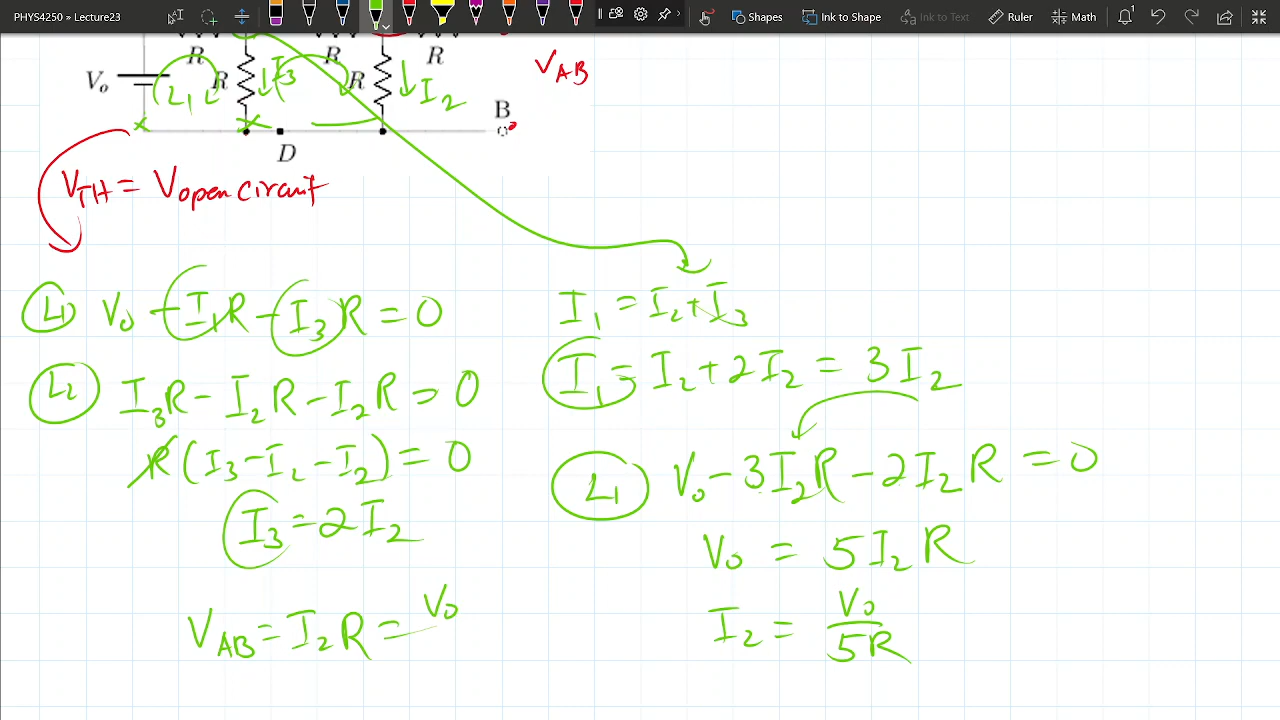 PHYS4250 > Lecture23
Shapes
Ink to Shape
Ink to Text
Ruler
Math
R R R
V₀ R I₃ R I₂
L₁
V_AB
B
D
V_TH = V open circuit
L₁ V₀ - I₁R - I₃R = 0
I₁ = I₂ + I₃
I₁ = I₂ + 2I₂ = 3I₂
L₂ I₃R - I₂R - I₂R = 0
R(I₃ - I₂ - I₂) = 0
L₁ V₀ - 3I₂R - 2I₂R = 0
I₃ = 2I₂
V₀ = 5I₂R
V_AB = I₂R = V₀
I₂ = V₀/5R